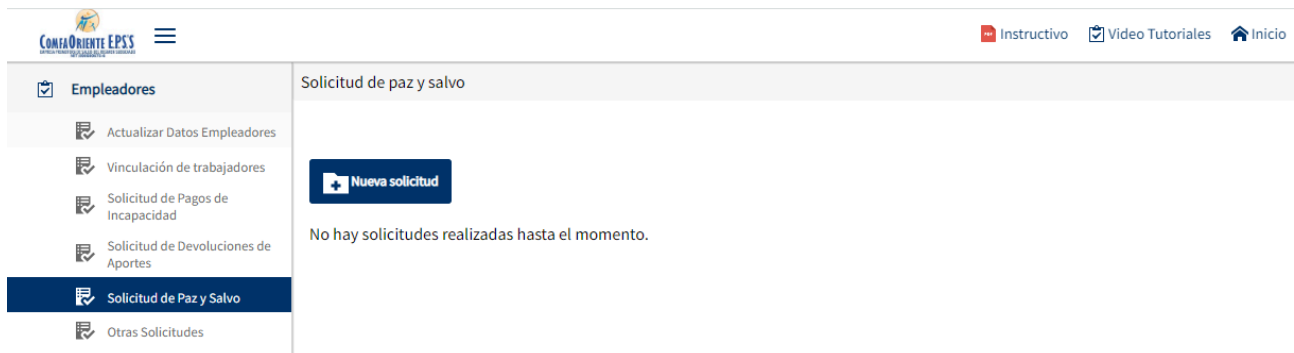 COMFAORIENTE EPS'S
Instructivo
Video Tutoriales
Inicio
Empleadores
Actualizar Datos Empleadores
Vinculación de trabajadores
Solicitud de Pagos de
Incapacidad
Solicitud de Devoluciones de
Aportes
Solicitud de Paz y Salvo
Otras Solicitudes
Solicitud de paz y salvo
Nueva solicitud
No hay solicitudes realizadas hasta el momento.